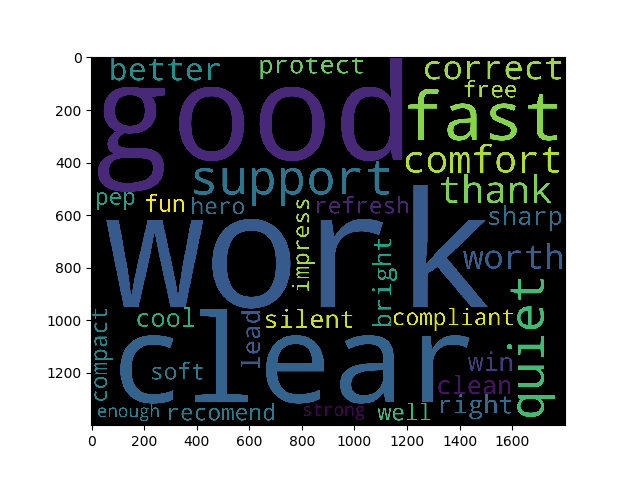 0
200
400
600
800
1000
1200
0 200 400 600 800 1000 1200 1400 1600
better protect correct
free
good fast
comfort
support thank
pep fun hero impress refresh sharp
work
bright worth
compact cool lead silent compliant quiet
clear
soft win
clean
enough recomend strong well right